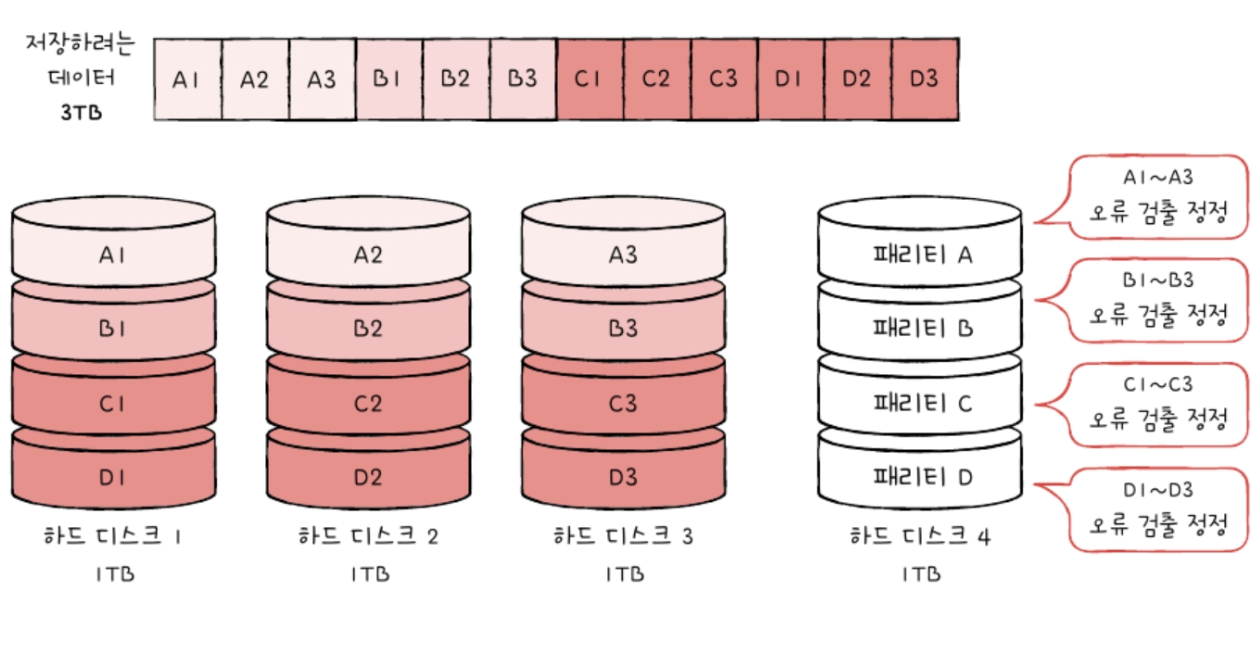 저장하려는
데이터
3TB
A1 A2 A3 B1 B2 B3 C1 C2 C3 D1 D2 D3
A1 A2 A3 패리티 A
B1 B2 B3 패리티 B
C1 C2 C3 패리티 C
D1 D2 D3 패리티 D
A1~A3
오류 검출 정정
B1~B3
오류 검출 정정
C1~C3
오류 검출 정정
D1~D3
오류 검출 정정
하드 디스크 1 하드 디스크 2 하드 디스크 3 하드 디스크 4
1TB 1TB 1TB 1TB